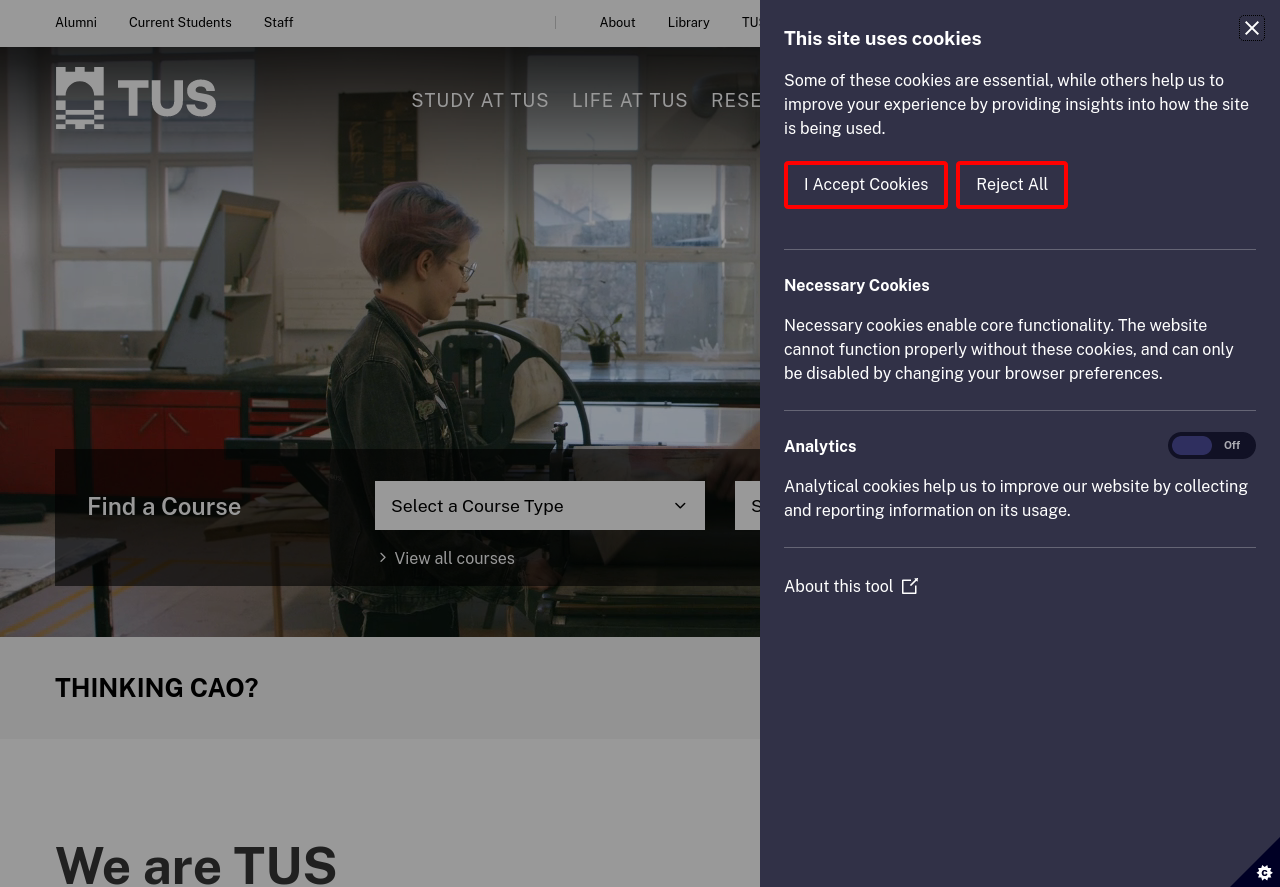 Alumni
Current Students
Staff
About
Library
TUS
STUDY AT TUS
LIFE AT TUS
RESE
Find a Course
Select a Course Type
S
View all courses
THINKING CAO?
We are TUS
This site uses cookies
Some of these cookies are essential, while others help us to
improve your experience by providing insights into how the site
is being used.
I Accept Cookies
Reject All
Necessary Cookies
Necessary cookies enable core functionality. The website
cannot function properly without these cookies, and can only
be disabled by changing your browser preferences.
Analytics
Off
Analytical cookies help us to improve our website by collecting
and reporting information on its usage.
About this tool